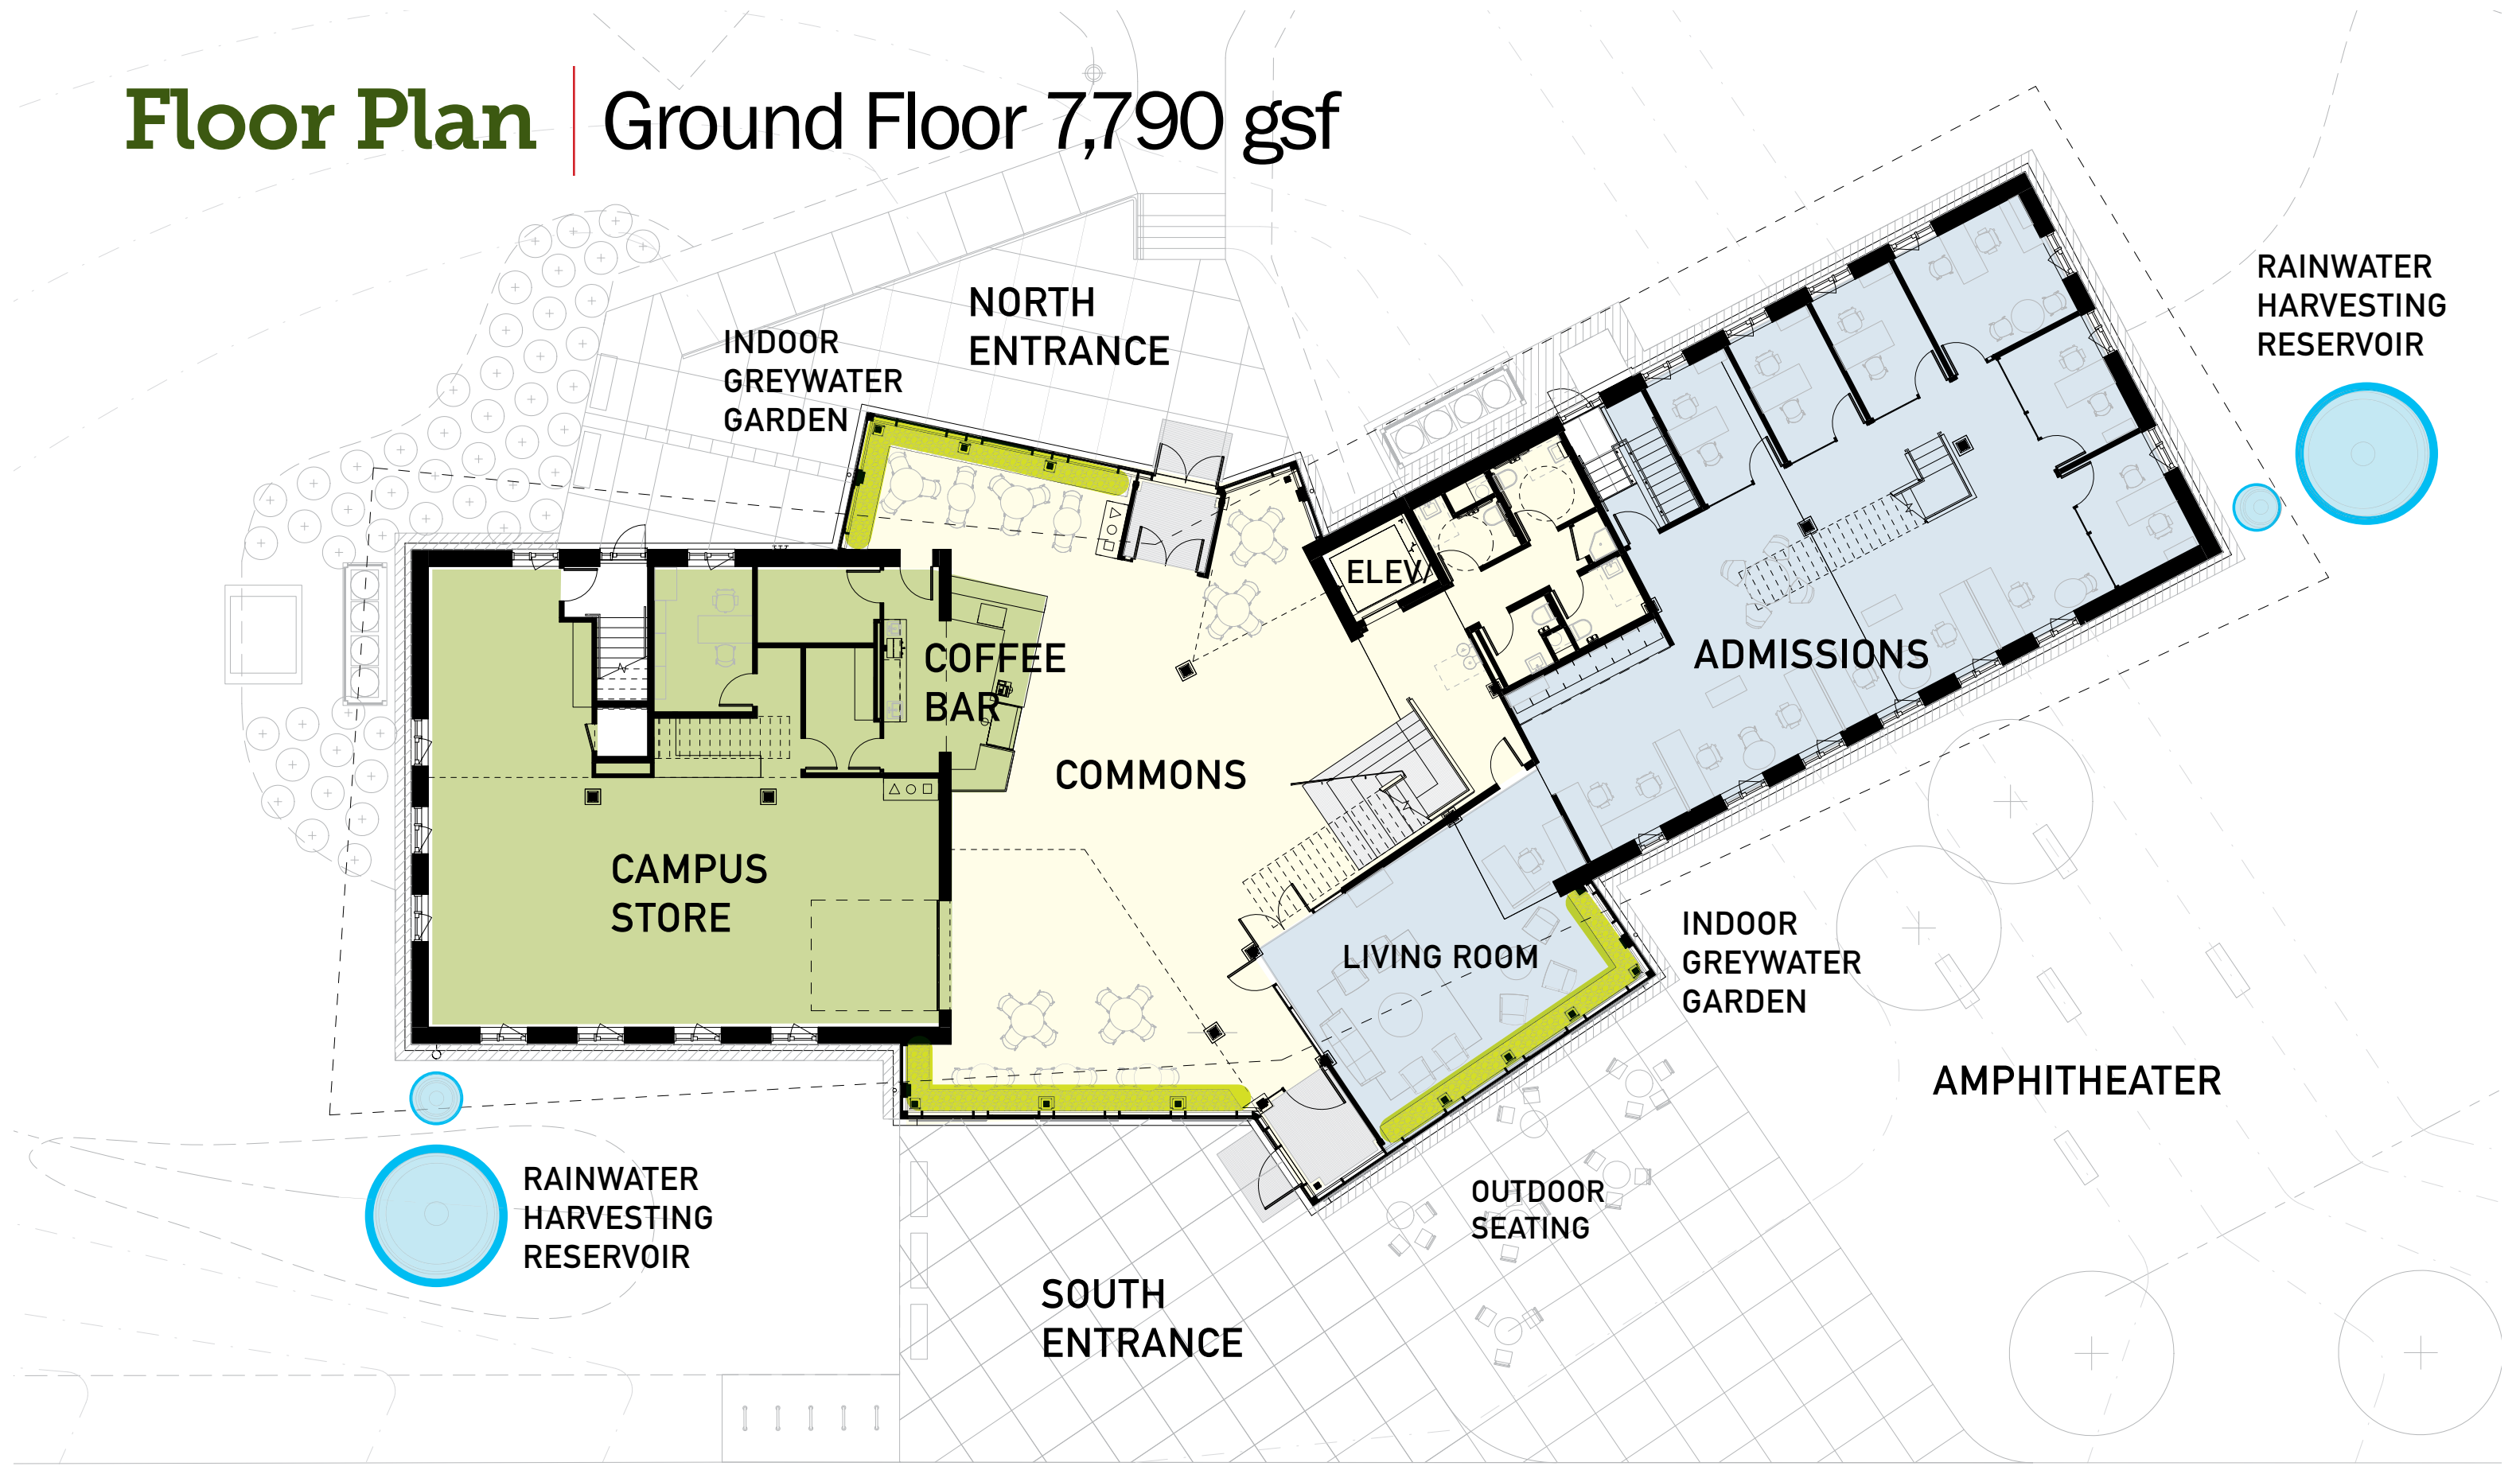 Floor Plan | Ground Floor 7,790 gsf
NORTH
ENTRANCE
INDOOR
GREYWATER
GARDEN
RAINWATER
HARVESTING
RESERVOIR
ELEV
COFFEE
BAR
ADMISSIONS
COMMONS
CAMPUS
STORE
LIVING ROOM
INDOOR
GREYWATER
GARDEN
AMPHITHEATER
RAINWATER
HARVESTING
RESERVOIR
OUTDOOR
SEATING
SOUTH
ENTRANCE